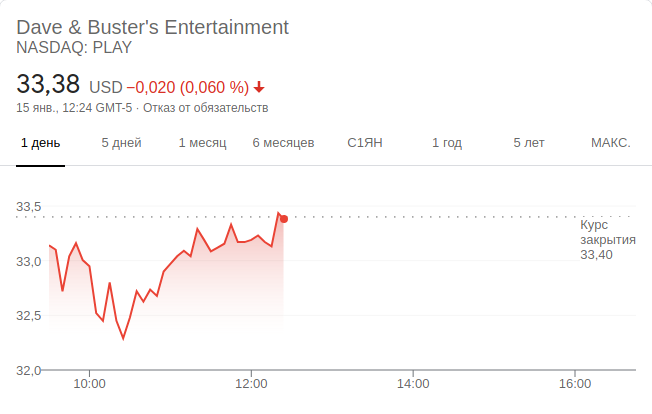 Dave & Buster's Entertainment
NASDAQ: PLAY
33,38 USD −0,020 (0,060 %)
15 янв., 12:24 GMT-5 · Отказ от обязательств
1 день 5 дней 1 месяц 6 месяцев С1ЯН 1 год 5 лет МАКС.
33,5
Курс
закрытия
33,40
33,0
32,5
32,0
10:00 12:00 14:00 16:00